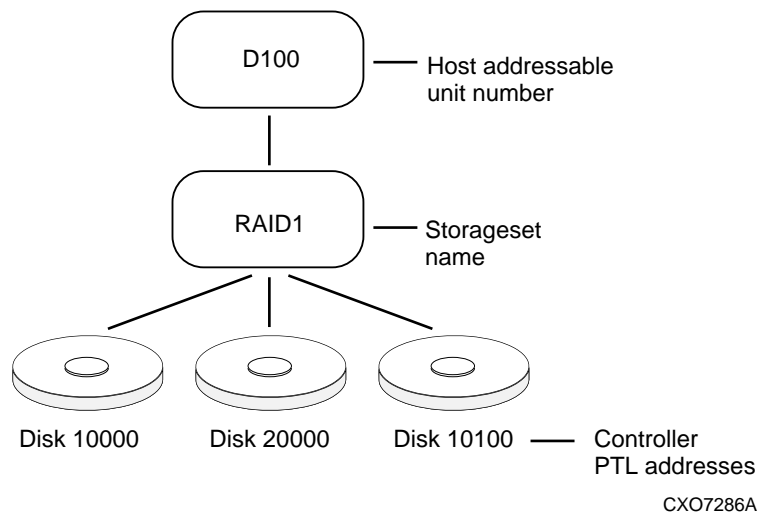 D100
Host addressable
unit number
RAID1
Storageset
name
Disk 10000
Disk 20000
Disk 10100
Controller
PTL addresses
CXO7286A